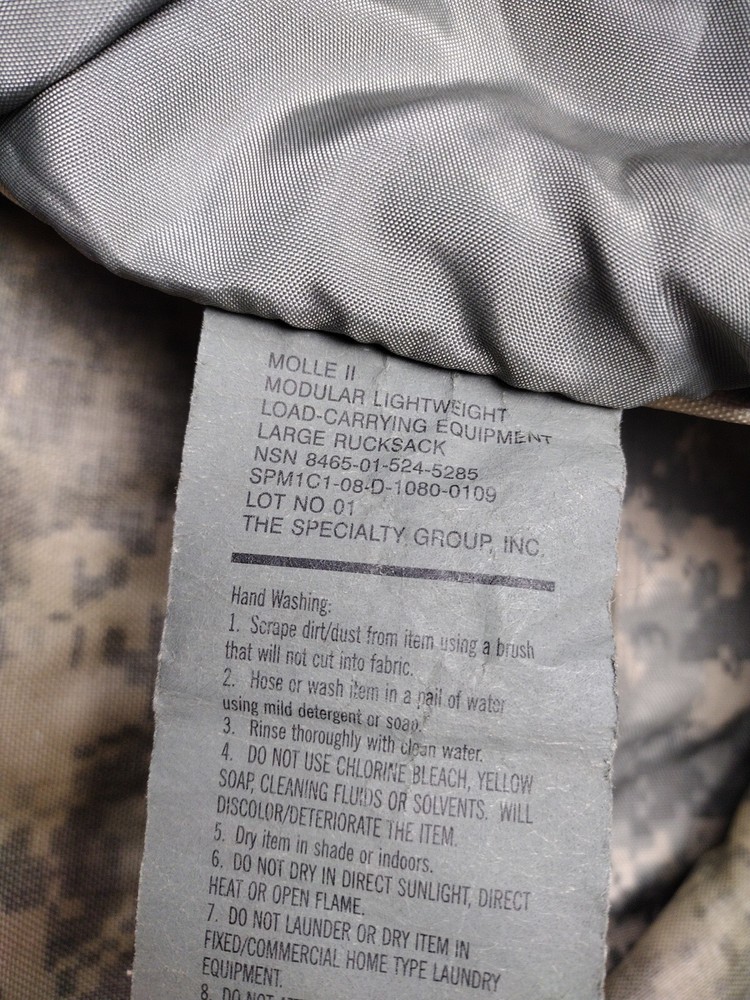 MOLLE II
MODULAR LIGHTWEIGHT
LOAD-CARRYING EQUIPMENT
LARGE RUCKSACK
NSN 8465-01-524-5285
SPM1C1-08-D-1080-0109
LOT NO 01
THE SPECIALTY GROUP, INC.
Hand Washing:
1. Scrape dirt/dust from item using a brush
that will not cut into fabric.
2. Hose or wash item in a pail of water
using mild detergent or soap.
3. Rinse thoroughly with clean water.
4. DO NOT USE CHLORINE BLEACH, YELLOW
SOAP, CLEANING FLUIDS OR SOLVENTS. WILL
DISCOLOR/DETERIORATE THE ITEM.
5. Dry item in shade or indoors.
6. DO NOT DRY IN DIRECT SUNLIGHT, DIRECT
HEAT OR OPEN FLAME.
7. DO NOT LAUNDER OR DRY ITEM IN
FIXED/COMMERCIAL HOME TYPE LAUNDRY
EQUIPMENT.
8. DO NOT